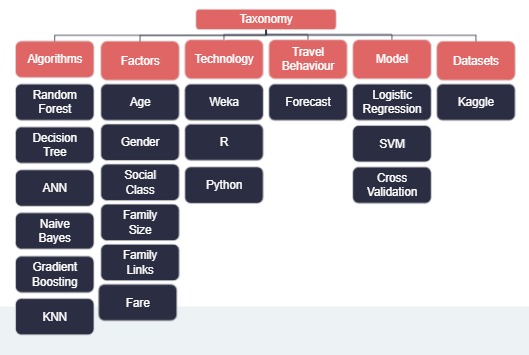 Taxonomy
Algorithms
Random
Forest
Decision
Tree
ANN
Naive
Bayes
Gradient
Boosting
KNN
Factors
Age
Gender
Social
Class
Family
Size
Family
Links
Fare
Technology
Weka
R
Python
Travel
Behaviour
Forecast
Model
Logistic
Regression
SVM
Cross
Validation
Datasets
Kaggle